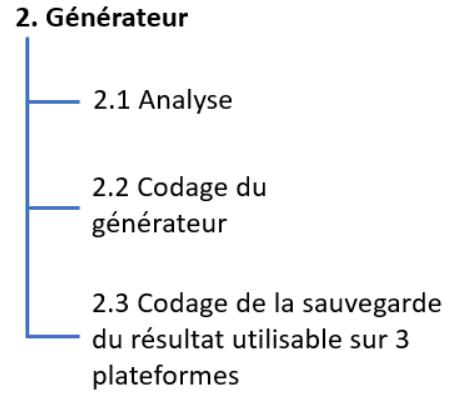 2. Générateur
2.1 Analyse
2.2 Codage du
générateur
2.3 Codage de la sauvegarde
du résultat utilisable sur 3
plateformes